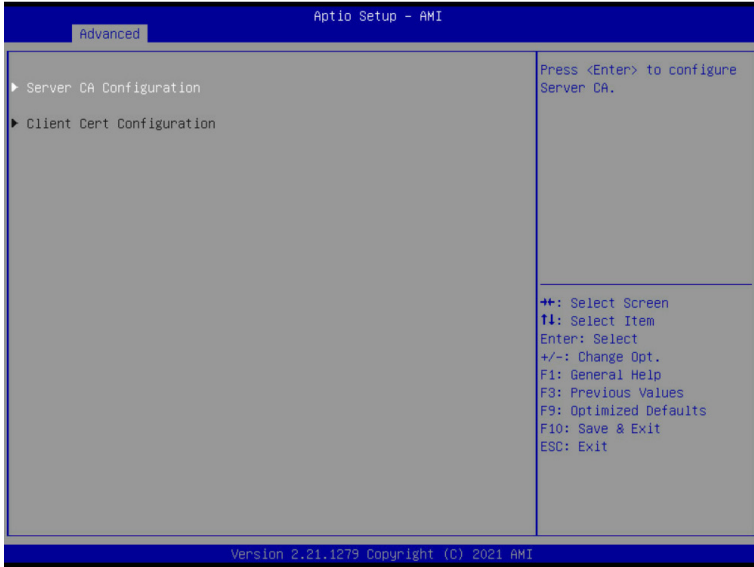 Aptio Setup – AMI
Advanced
▶ Server CA Configuration
▶ Client Cert Configuration
Press <Enter> to configure
Server CA.
→←: Select Screen
↑↓: Select Item
Enter: Select
+/-: Change Opt.
F1: General Help
F3: Previous Values
F9: Optimized Defaults
F10: Save & Exit
ESC: Exit
Version 2.21.1279 Copyright (C) 2021 AMI